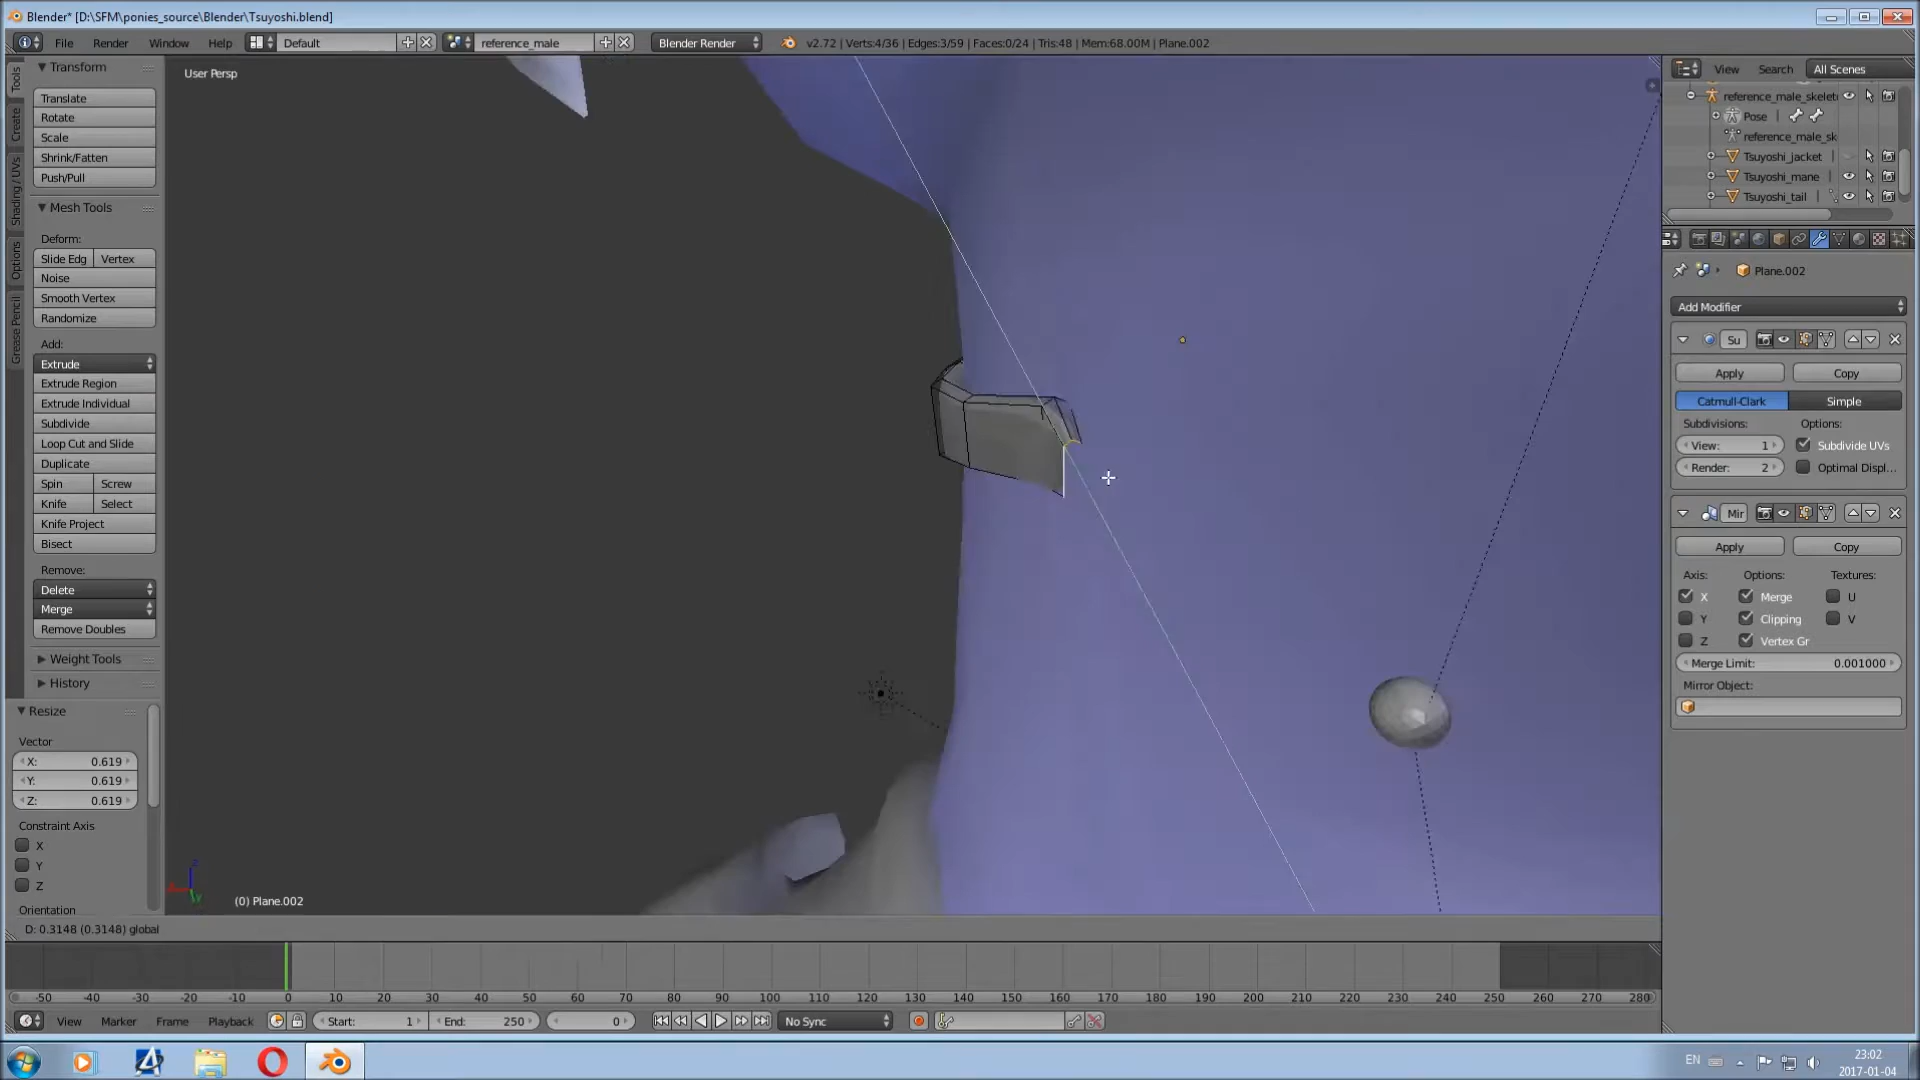 Blender* [D:\SFM\ponies_source\Blender\Tsuyoshi.blend]
File Render Window Help Default reference_male Blender Render v2.72 | Verts:4/36 | Edges:3/59 | Faces:0/24 | Tris:48 | Mem:68.00M | Plane.002
View Search All Scenes
Tools
Create
Shading / UVs
Options
Grease Pencil
Transform
Translate
Rotate
Scale
Shrink/Fatten
Push/Pull
Mesh Tools
Deform:
Slide Edg Vertex
Noise
Smooth Vertex
Randomize
Add:
Extrude
Extrude Region
Extrude Individual
Subdivide
Loop Cut and Slide
Duplicate
Spin Screw
Knife Select
Knife Project
Bisect
Remove:
Delete
Merge
Remove Doubles
Weight Tools
History
Resize
Vector
X: 0.619
Y: 0.619
Z: 0.619
Constraint Axis
X
Y
Z
Orientation
User Persp
(0) Plane.002
D: 0.3148 (0.3148) global
reference_male_skelet
Pose
reference_male_sk
Tsuyoshi_jacket
Tsuyoshi_mane
Tsuyoshi_tail
Plane.002
Add Modifier
Su
Apply Copy
Catmull-Clark Simple
Subdivisions: Options:
View: 1 Subdivide UVs
Render: 2 Optimal Displ...
Mir
Apply Copy
Axis: Options: Textures:
X Merge U
Y Clipping V
Z Vertex Gr
Merge Limit: 0.001000
Mirror Object:
-50 -40 -30 -20 -10 0 10 20 30 40 50 60 70 80 90 100 110 120 130 140 150 160 170 180 190 200 210 220 230 240 250 260 270 280
View Marker Frame Playback Start: 1 End: 250 0 No Sync
EN 23:02
2017-01-04